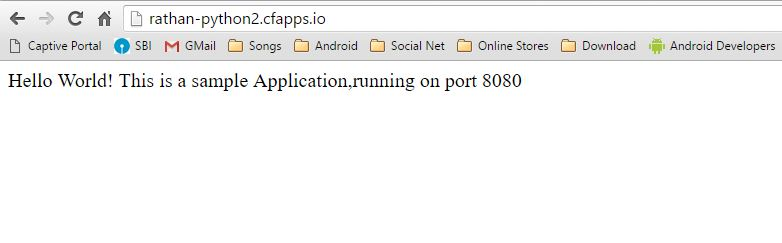 rathan-python2.cfapps.io
Captive Portal SBI GMail Songs Android Social Net Online Stores Download Android Developers
Hello World! This is a sample Application,running on port 8080